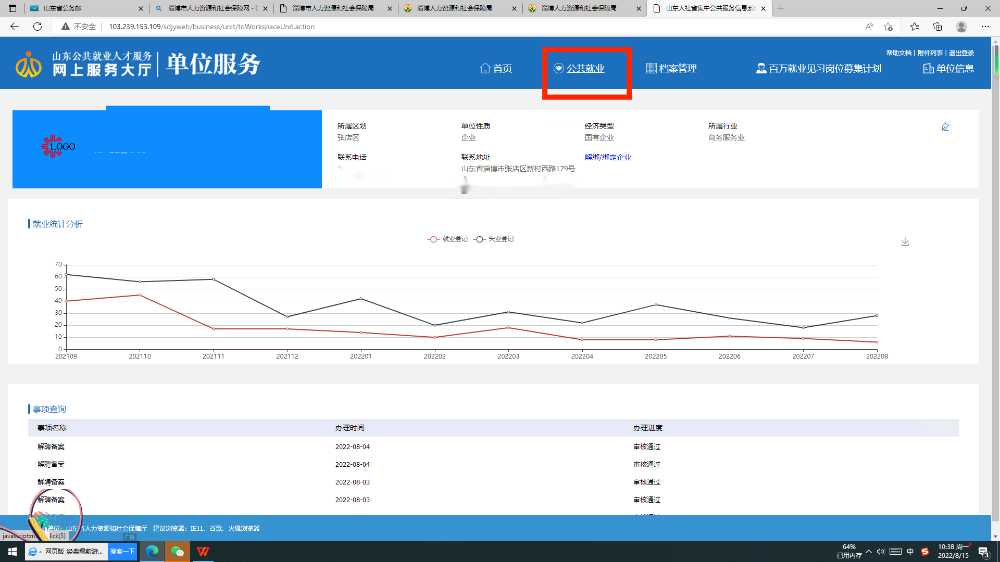 山东省公务邮
淄博市人力资源和社会保障网 -
淄博市人力资源和社会保障局
淄博人力资源和社会保障局
淄博人力资源和社会保障局
山东人社省集中公共服务信息系统
不安全
103.239.153.109/sdjyweb/business/unit/toWorkspaceUnit.action
帮助文档 | 附件列表 | 退出登录
山东公共就业人才服务
网上服务大厅
单位服务
首页
公共就业
档案管理
百万就业见习岗位募集计划
单位信息
LOGO
所属区划
单位性质
经济类型
所属行业
张店区
企业
国有企业
商务服务业
联系电话
联系地址
解绑/绑定企业
山东省淄博市张店区新村西路179号
就业统计分析
就业登记
失业登记
70
60
50
40
30
20
10
0
202109
202110
202111
202112
202201
202202
202203
202204
202205
202206
202207
202208
事项查询
事项名称
办理时间
办理进度
解聘备案
2022-08-04
审核通过
解聘备案
2022-08-04
审核通过
解聘备案
2022-08-03
审核通过
解聘备案
2022-08-03
审核通过
单位：山东省人力资源和社会保障厅 建议浏览器：IE11、谷歌、火狐浏览器
lick(3)
广告
网页版_经典爆款游...
搜索一下
64%
已用内存
中
10:38 周一
2022/8/15
3